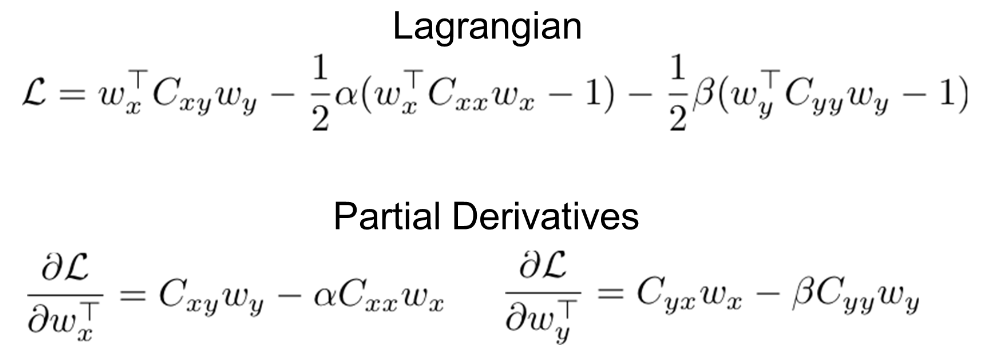 Lagrangian
$\mathcal{L} = w_x^\top C_{xy} w_y - \frac{1}{2}\alpha(w_x^\top C_{xx} w_x - 1) - \frac{1}{2}\beta(w_y^\top C_{yy} w_y - 1)$
Partial Derivatives
$\frac{\partial \mathcal{L}}{\partial w_x^\top} = C_{xy} w_y - \alpha C_{xx} w_x \quad \frac{\partial \mathcal{L}}{\partial w_y^\top} = C_{yx} w_x - \beta C_{yy} w_y$